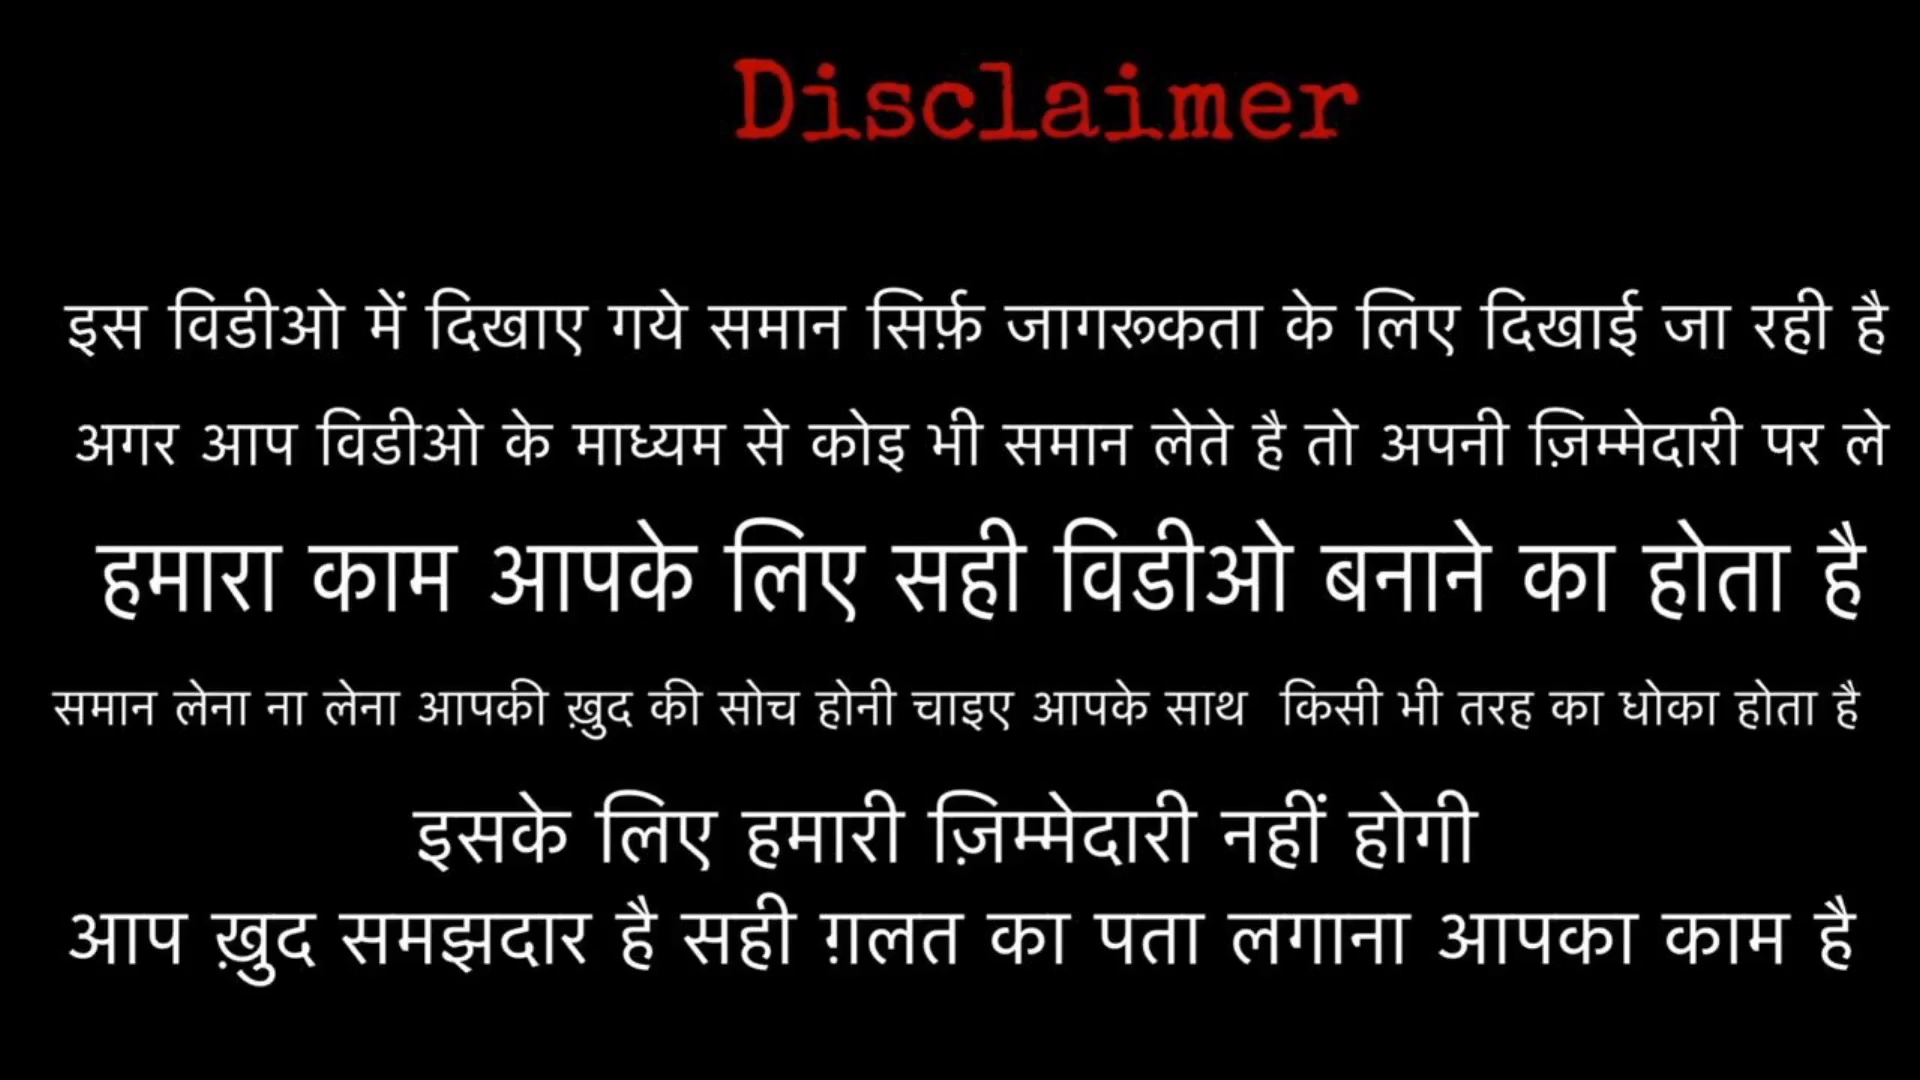 Disclaimer
इस विडीओ में दिखाए गये समान सिर्फ़ जागरूकता के लिए दिखाई जा रही है
अगर आप विडीओ के माध्यम से कोइ भी समान लेते है तो अपनी ज़िम्मेदारी पर ले
हमारा काम आपके लिए सही विडीओ बनाने का होता है
समान लेना ना लेना आपकी ख़ुद की सोच होनी चाइए आपके साथ किसी भी तरह का धोका होता है
इसके लिए हमारी ज़िम्मेदारी नहीं होगी
आप ख़ुद समझदार है सही ग़लत का पता लगाना आपका काम है